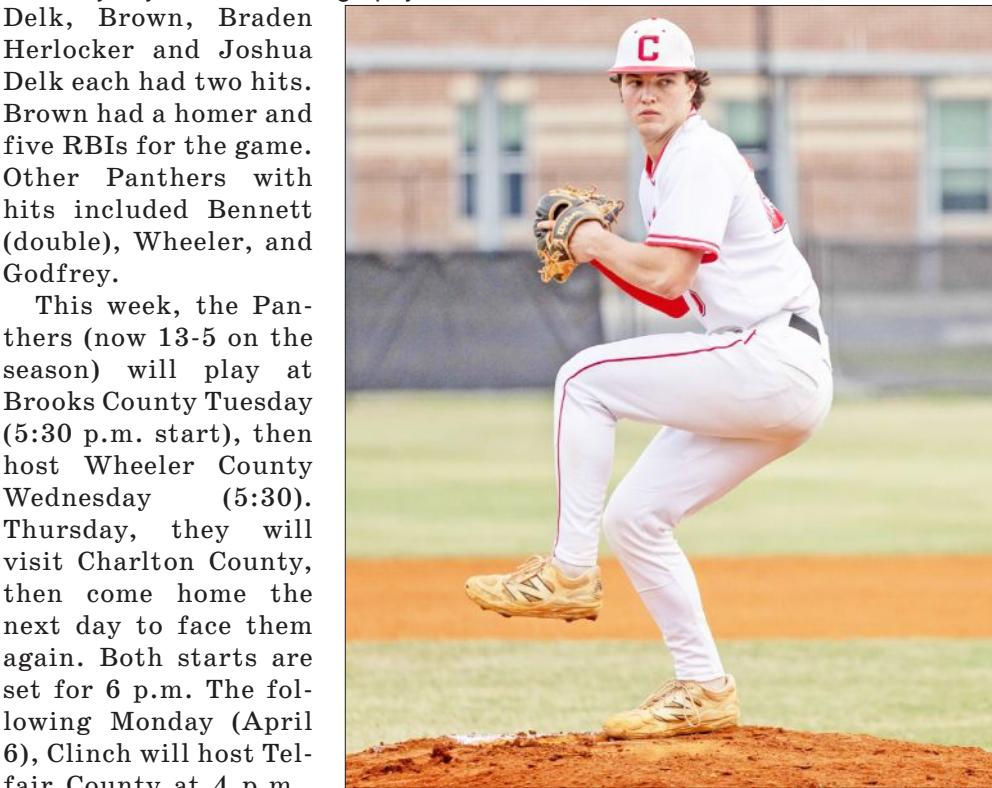 Delk, Brown, Braden
Herlocker and Joshua
Delk each had two hits.
Brown had a homer and
five RBIs for the game.
Other Panthers with
hits included Bennett
(double), Wheeler, and
Godfrey.
This week, the Pan-
thers (now 13-5 on the
season) will play at
Brooks County Tuesday
(5:30 p.m. start), then
host Wheeler County
Wednesday (5:30).
Thursday, they will
visit Charlton County,
then come home the
next day to face them
again. Both starts are
set for 6 p.m. The fol-
lowing Monday (April
6), Clinch will host Tel-
fair County at 4 p.m.
C
N